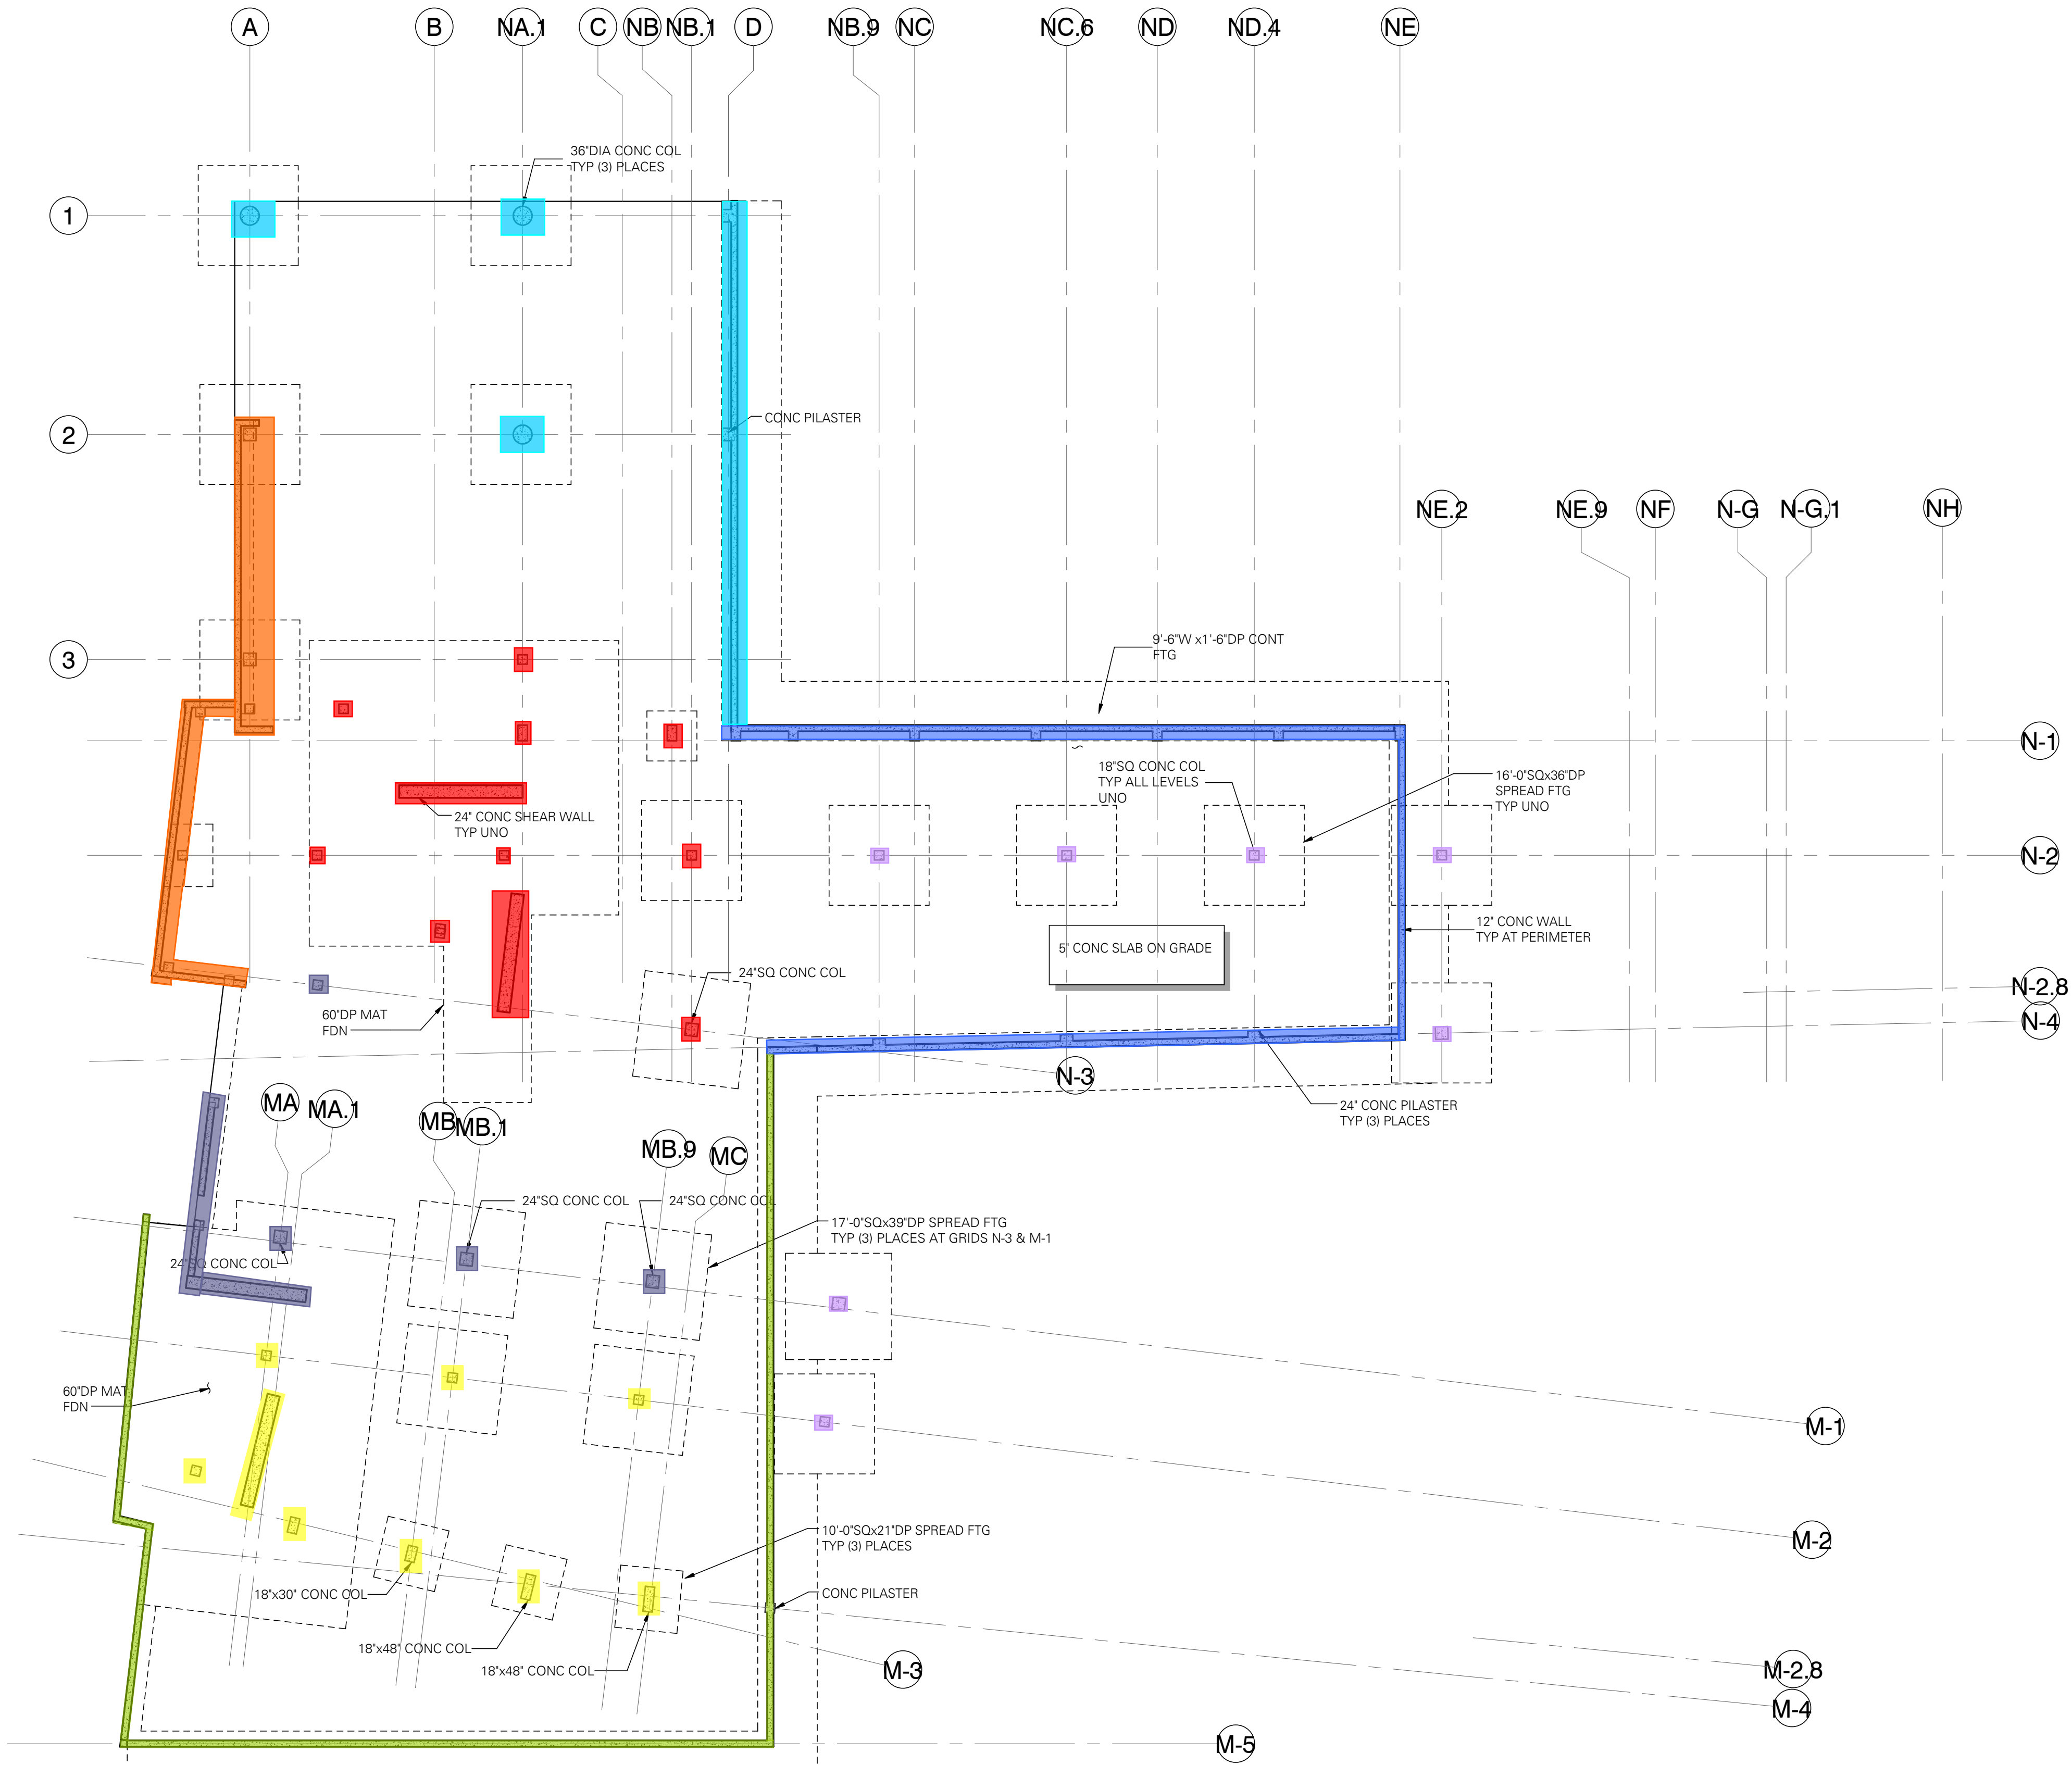 A
B
NA.1
C
NB
NB.1
D
NB.9
NC
NC.6
ND
ND.4
NE
36"DIA CONC COL
TYP (3) PLACES
1
CONC PILASTER
2
NE.2
NE.9
NF
N-G
N-G.1
NH
9'-6"W x1'-6"DP CONT
FTG
3
N-1
18"SQ CONC COL
TYP ALL LEVELS
UNO
16'-0"SQx36"DP
SPREAD FTG
TYP UNO
24" CONC SHEAR WALL
TYP UNO
N-2
12" CONC WALL
TYP AT PERIMETER
5" CONC SLAB ON GRADE
24"SQ CONC COL
N-2.8
60"DP MAT
FDN
N-4
N-3
MA
MA.1
MB
MB.1
24" CONC PILASTER
TYP (3) PLACES
MB.9
MC
24"SQ CONC COL
24"SQ CONC COL
17'-0"SQx39"DP SPREAD FTG
TYP (3) PLACES AT GRIDS N-3 & M-1
24"SQ CONC COL
60"DP MAT
FDN
M-1
M-2
10'-0"SQx21"DP SPREAD FTG
TYP (3) PLACES
18"x30" CONC COL
CONC PILASTER
18"x48" CONC COL
18"x48" CONC COL
M-3
M-2.8
M-4
M-5